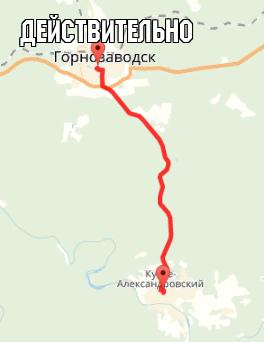 ДЕЙСТВИТЕЛЬНО
Горнозаводск
Кусье-
Александровский